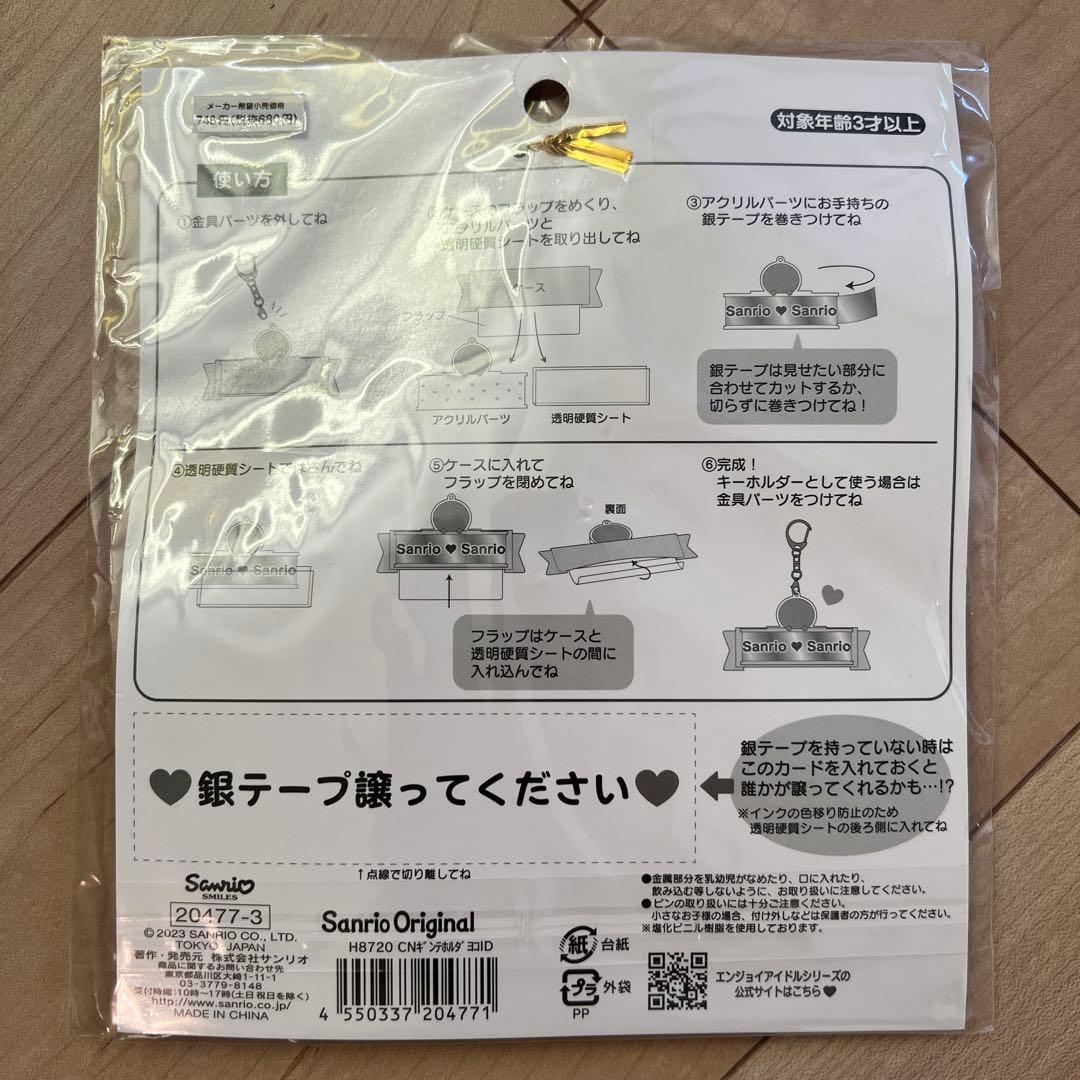 メーカー希望小売価格
748円(税抜680円)
対象年齢3才以上
使い方
①金具パーツを外してね
フラップをめくり、
アクリルパーツと
透明硬質シートを取り出してね
ケース
フラップ
アクリルパーツ
透明硬質シート
③アクリルパーツにお手持ちの
銀テープを巻きつけてね
Sanrio ♥ Sanrio
銀テープは見せたい部分に
合わせてカットするか、
切らずに巻きつけてね！
④透明硬質シートではさんでね
Sanrio ♥ Sanrio
⑤ケースに入れて
フラップを閉めてね
Sanrio ♥ Sanrio
裏面
フラップはケースと
透明硬質シートの間に
入れ込んでね
⑥完成！
キーホルダーとして使う場合は
金具パーツをつけてね
Sanrio ♥ Sanrio
♥銀テープ譲ってください♥
銀テープを持っていない時は
このカードを入れておくと
誰かが譲ってくれるかも…!?
※インクの色移り防止のため
透明硬質シートの後ろ側に入れてね
↑点線で切り離してね
Sanrio
SMILES
20477-3
©2023 SANRIO CO., LTD.
TOKYO, JAPAN
著作・発売元 株式会社サンリオ
商品に関するお問い合わせ先
東京都品川区大崎1-11-1
03-3779-8148
受付時間:10時〜17時(土日祝日を除く)
http://www.sanrio.co.jp/
MADE IN CHINA
Sanrio Original
H8720 CNギンテホルダ ヨコID
4 550337 204771
●金属部分を乳幼児がなめたり、口に入れたり、
飲み込む等しないように、お取り扱いに注意してください。
●ピンの取り扱いには十分ご注意ください。
小さなお子様の場合、付け外しなどは保護者の方が行ってください。
※塩化ビニル樹脂を使用しております。
紙 台紙
プラ 外袋
PP
エンジョイアイドルシリーズの
公式サイトはこちら♥